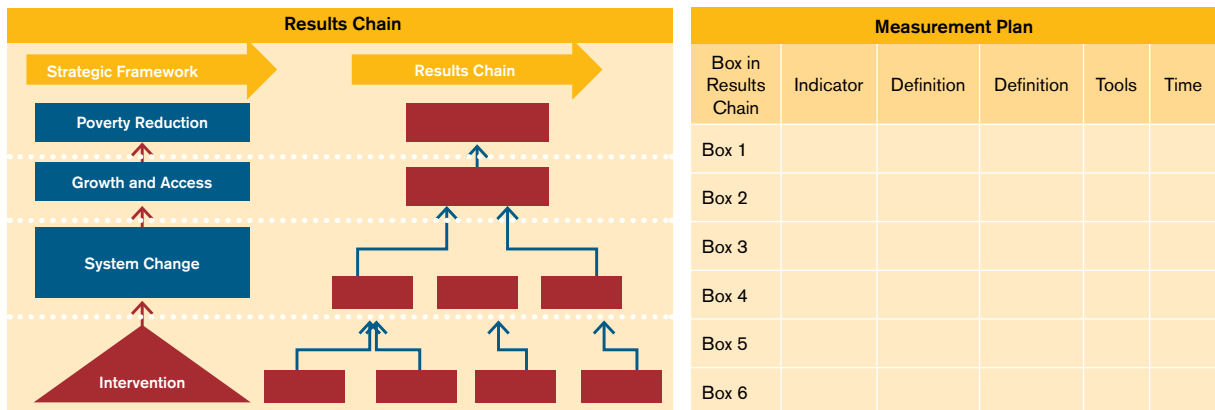 Results Chain
Strategic Framework
Results Chain
Poverty Reduction
Growth and Access
System Change
Intervention
Measurement Plan
Box in
Results
Chain
Indicator
Definition
Definition
Tools
Time
Box 1
Box 2
Box 3
Box 4
Box 5
Box 6